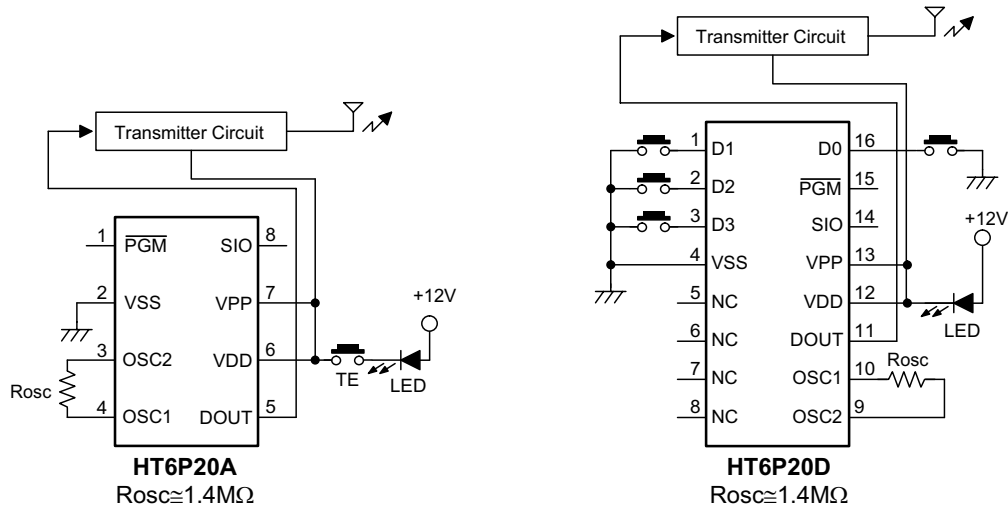 Transmitter Circuit
1 PGM SIO 8
2 VSS VPP 7
3 OSC2 VDD 6
4 OSC1 DOUT 5
Rosc
TE
LED
+12V
HT6P20A
Rosc≅1.4MΩ
Transmitter Circuit
1 D1 D0 16
2 D2 PGM 15
3 D3 SIO 14
4 VSS VPP 13
5 NC VDD 12
6 NC DOUT 11
7 NC OSC1 10
8 NC OSC2 9
+12V
LED
Rosc
HT6P20D
Rosc≅1.4MΩ